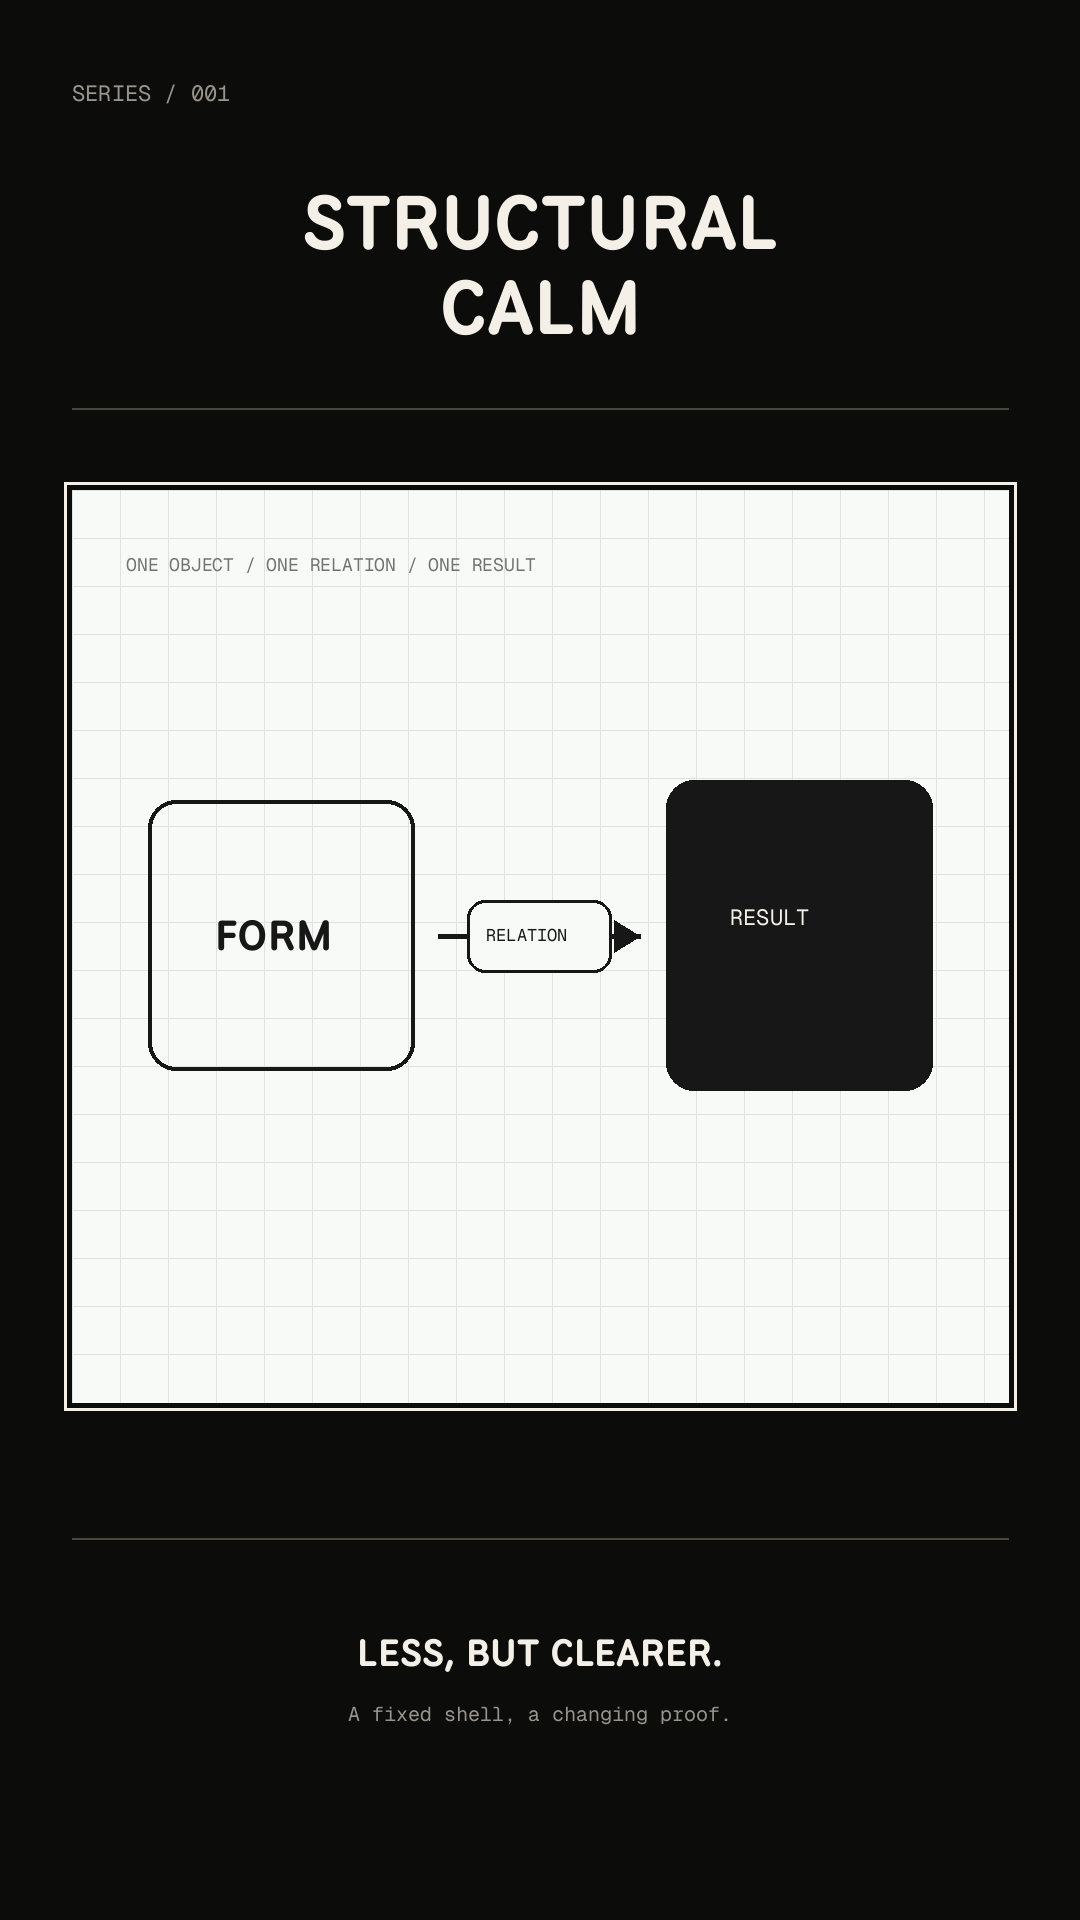 SERIES / 001
STRUCTURAL
CALM
ONE OBJECT / ONE RELATION / ONE RESULT
FORM
RELATION
RESULT
LESS, BUT CLEARER.
A fixed shell, a changing proof.